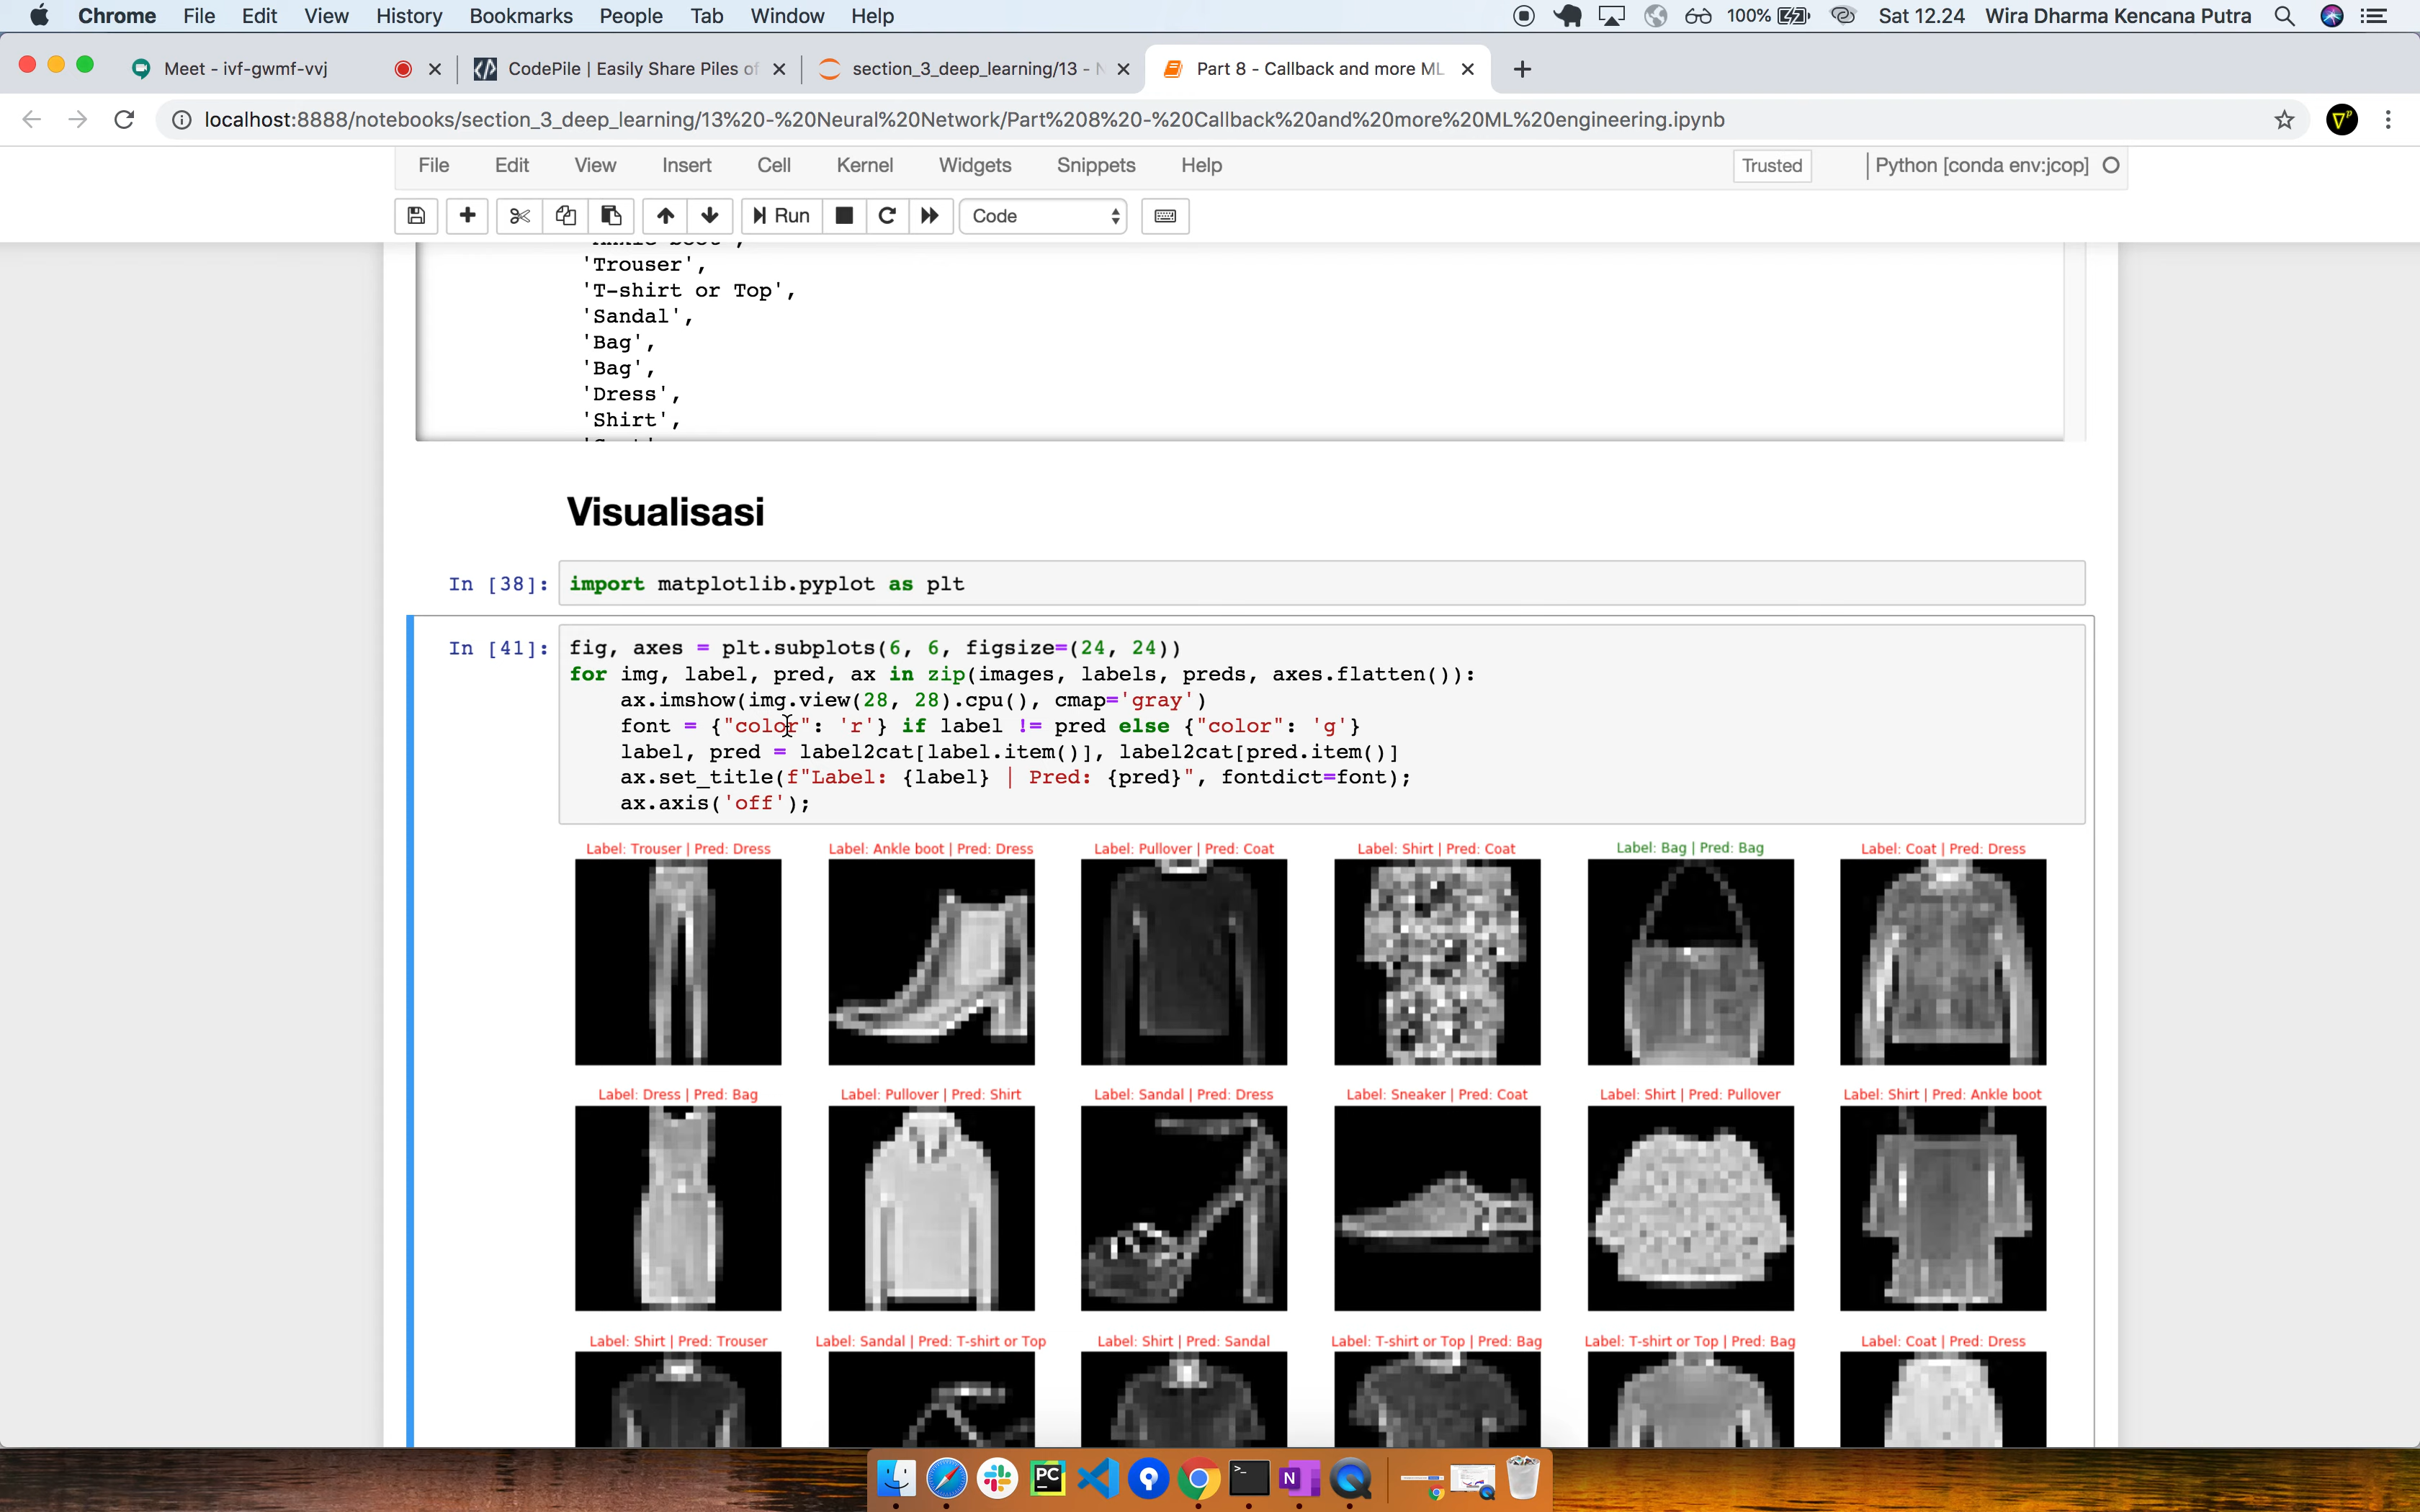 Chrome File Edit View History Bookmarks People Tab Window Help 100% Sat 12.24 Wira Dharma Kencana Putra
Meet - ivf-gwmf-vvj CodePile | Easily Share Piles of section_3_deep_learning/13 - N Part 8 - Callback and more ML
localhost:8888/notebooks/section_3_deep_learning/13%20-%20Neural%20Network/Part%208%20-%20Callback%20and%20more%20ML%20engineering.ipynb
File Edit View Insert Cell Kernel Widgets Snippets Help Trusted Python [conda env:jcop]
Run Code
'Trouser',
'T-shirt or Top',
'Sandal',
'Bag',
'Bag',
'Dress',
'Shirt',
Visualisasi
In [38]: import matplotlib.pyplot as plt
In [41]: fig, axes = plt.subplots(6, 6, figsize=(24, 24))
for img, label, pred, ax in zip(images, labels, preds, axes.flatten()):
ax.imshow(img.view(28, 28).cpu(), cmap='gray')
font = {"color": 'r'} if label != pred else {"color": 'g'}
label, pred = label2cat[label.item()], label2cat[pred.item()]
ax.set_title(f"Label: {label} | Pred: {pred}", fontdict=font);
ax.axis('off');
Label: Trouser | Pred: Dress Label: Ankle boot | Pred: Dress Label: Pullover | Pred: Coat Label: Shirt | Pred: Coat Label: Bag | Pred: Bag Label: Coat | Pred: Dress
Label: Dress | Pred: Bag Label: Pullover | Pred: Shirt Label: Sandal | Pred: Dress Label: Sneaker | Pred: Coat Label: Shirt | Pred: Pullover Label: Shirt | Pred: Ankle boot
Label: Shirt | Pred: Trouser Label: Sandal | Pred: T-shirt or Top Label: Shirt | Pred: Sandal Label: T-shirt or Top | Pred: Bag Label: T-shirt or Top | Pred: Bag Label: Coat | Pred: Dress